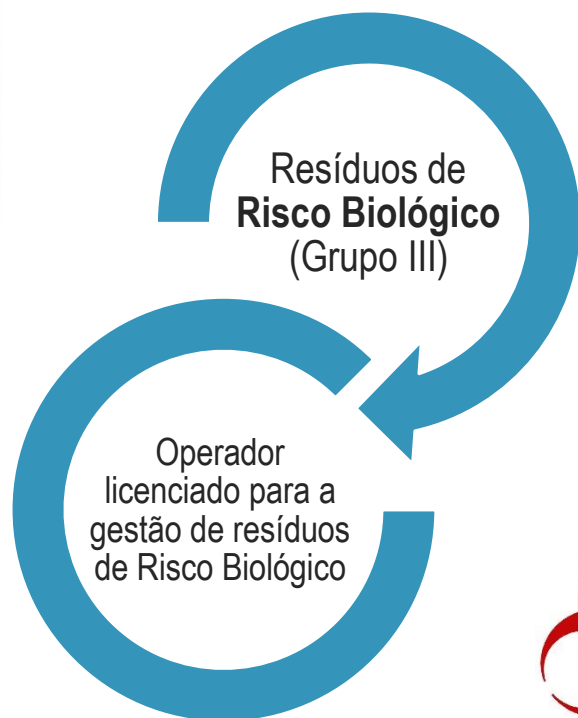 Resíduos de
Risco Biológico
(Grupo III)
Operador
licenciado para a
gestão de resíduos
de Risco Biológico